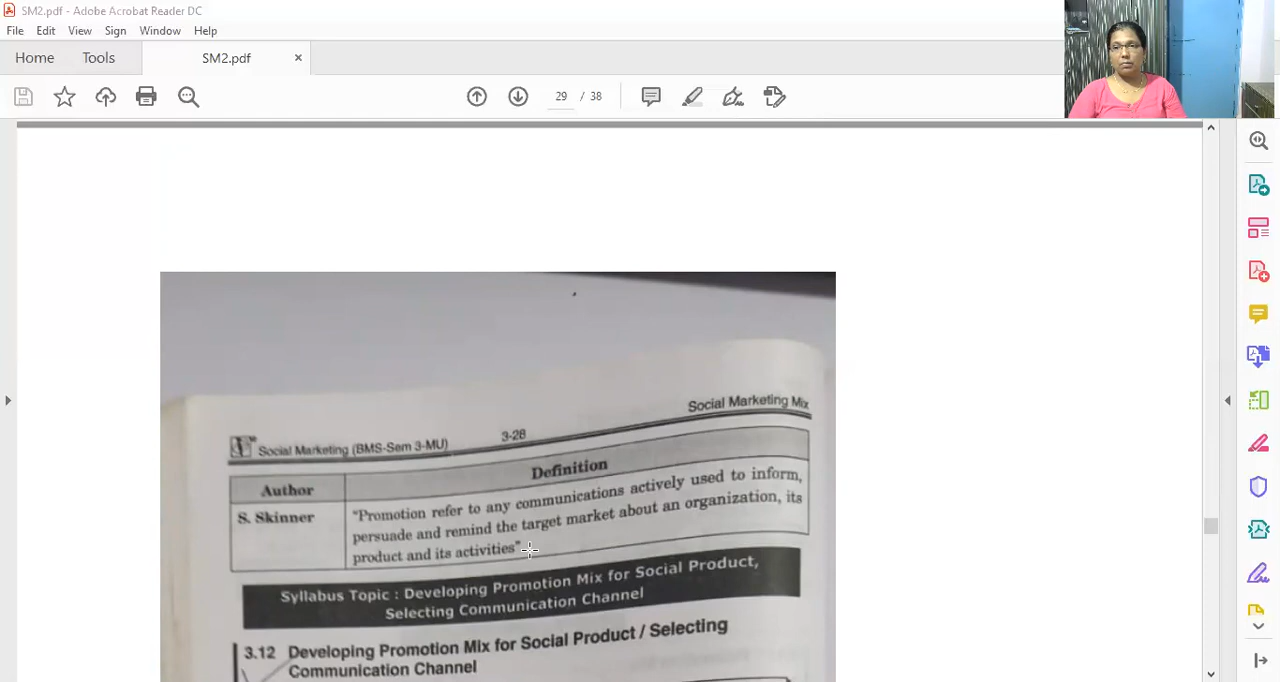 SM2.pdf - Adobe Acrobat Reader DC
File Edit View Sign Window Help
Home Tools SM2.pdf ×
29 / 38
Social Marketing (BMS-Sem 3-MU) 3-28 Social Marketing Mix
Author Definition
S. Skinner "Promotion refer to any communications actively used to inform,
persuade and remind the target market about an organization, its
product and its activities"
Syllabus Topic : Developing Promotion Mix for Social Product,
Selecting Communication Channel
3.12 Developing Promotion Mix for Social Product / Selecting
Communication Channel